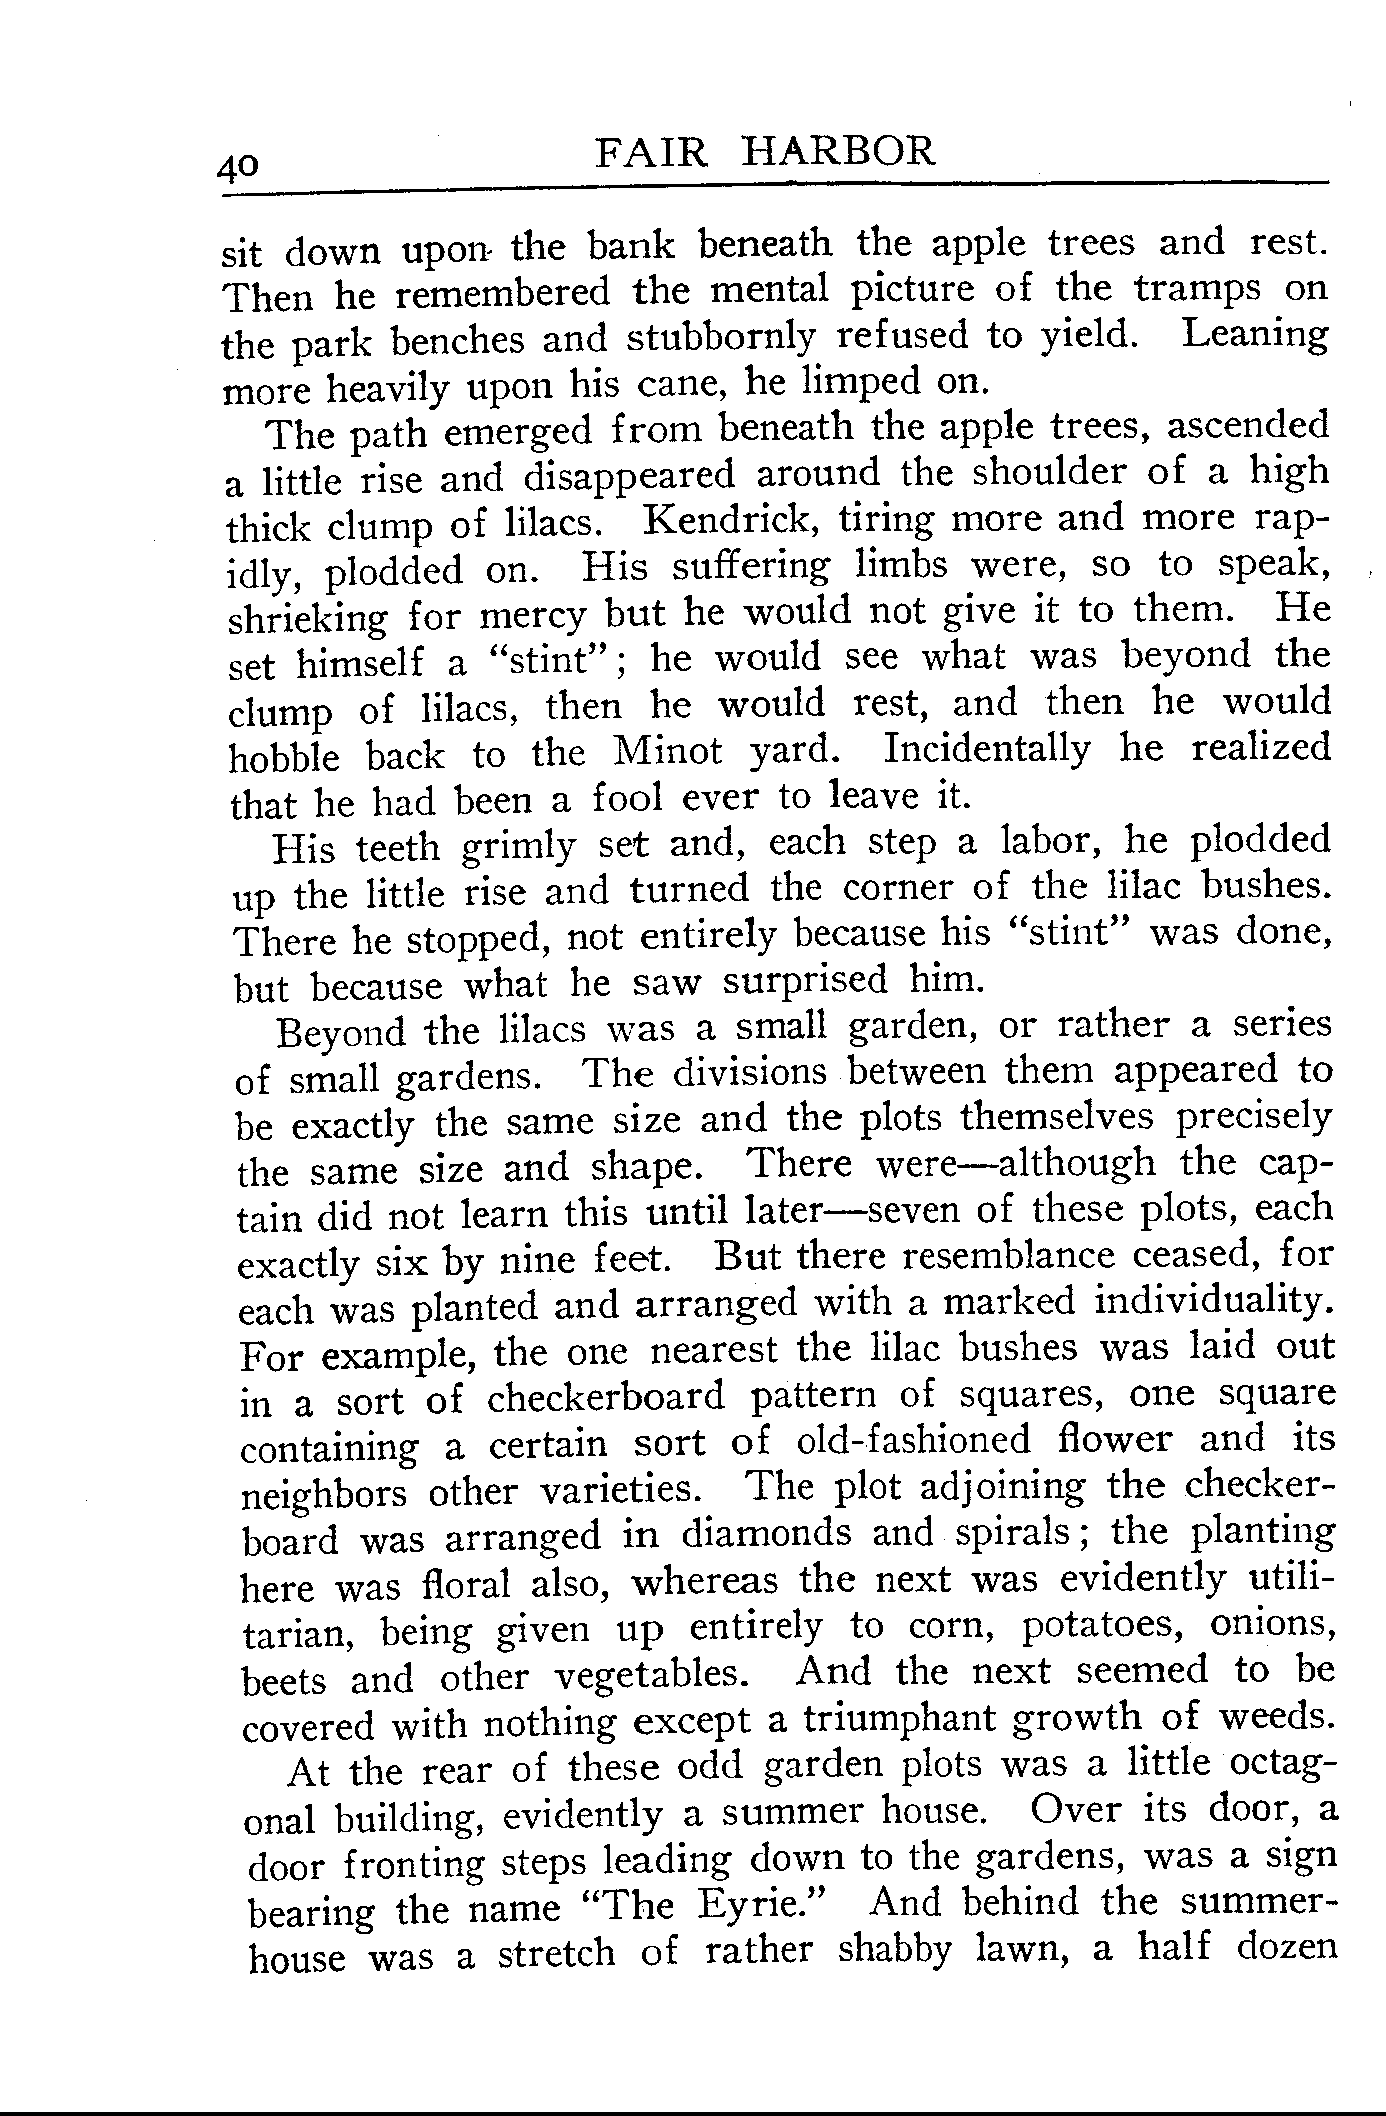 40 FAIR HARBOR
sit down upon the bank beneath the apple trees and rest.
Then he remembered the mental picture of the tramps on
the park benches and stubbornly refused to yield. Leaning
more heavily upon his cane, he limped on.
The path emerged from beneath the apple trees, ascended
a little rise and disappeared around the shoulder of a high
thick clump of lilacs. Kendrick, tiring more and more rap-
idly, plodded on. His suffering limbs were, so to speak,
shrieking for mercy but he would not give it to them. He
set himself a “stint”; he would see what was beyond the
clump of lilacs, then he would rest, and then he would
hobble back to the Minot yard. Incidentally he realized
that he had been a fool ever to leave it.
His teeth grimly set and, each step a labor, he plodded
up the little rise and turned the corner of the lilac bushes.
There he stopped, not entirely because his “stint” was done,
but because what he saw surprised him.
Beyond the lilacs was a small garden, or rather a series
of small gardens. The divisions between them appeared to
be exactly the same size and the plots themselves precisely
the same size and shape. There were—although the cap-
tain did not learn this until later—seven of these plots, each
exactly six by nine feet. But there resemblance ceased, for
each was planted and arranged with a marked individuality.
For example, the one nearest the lilac bushes was laid out
in a sort of checkerboard pattern of squares, one square
containing a certain sort of old-fashioned flower and its
neighbors other varieties. The plot adjoining the checker-
board was arranged in diamonds and spirals; the planting
here was floral also, whereas the next was evidently utili-
tarian, being given up entirely to corn, potatoes, onions,
beets and other vegetables. And the next seemed to be
covered with nothing except a triumphant growth of weeds.
At the rear of these odd garden plots was a little octag-
onal building, evidently a summer house. Over its door, a
door fronting steps leading down to the gardens, was a sign
bearing the name “The Eyrie.” And behind the summer-
house was a stretch of rather shabby lawn, a half dozen